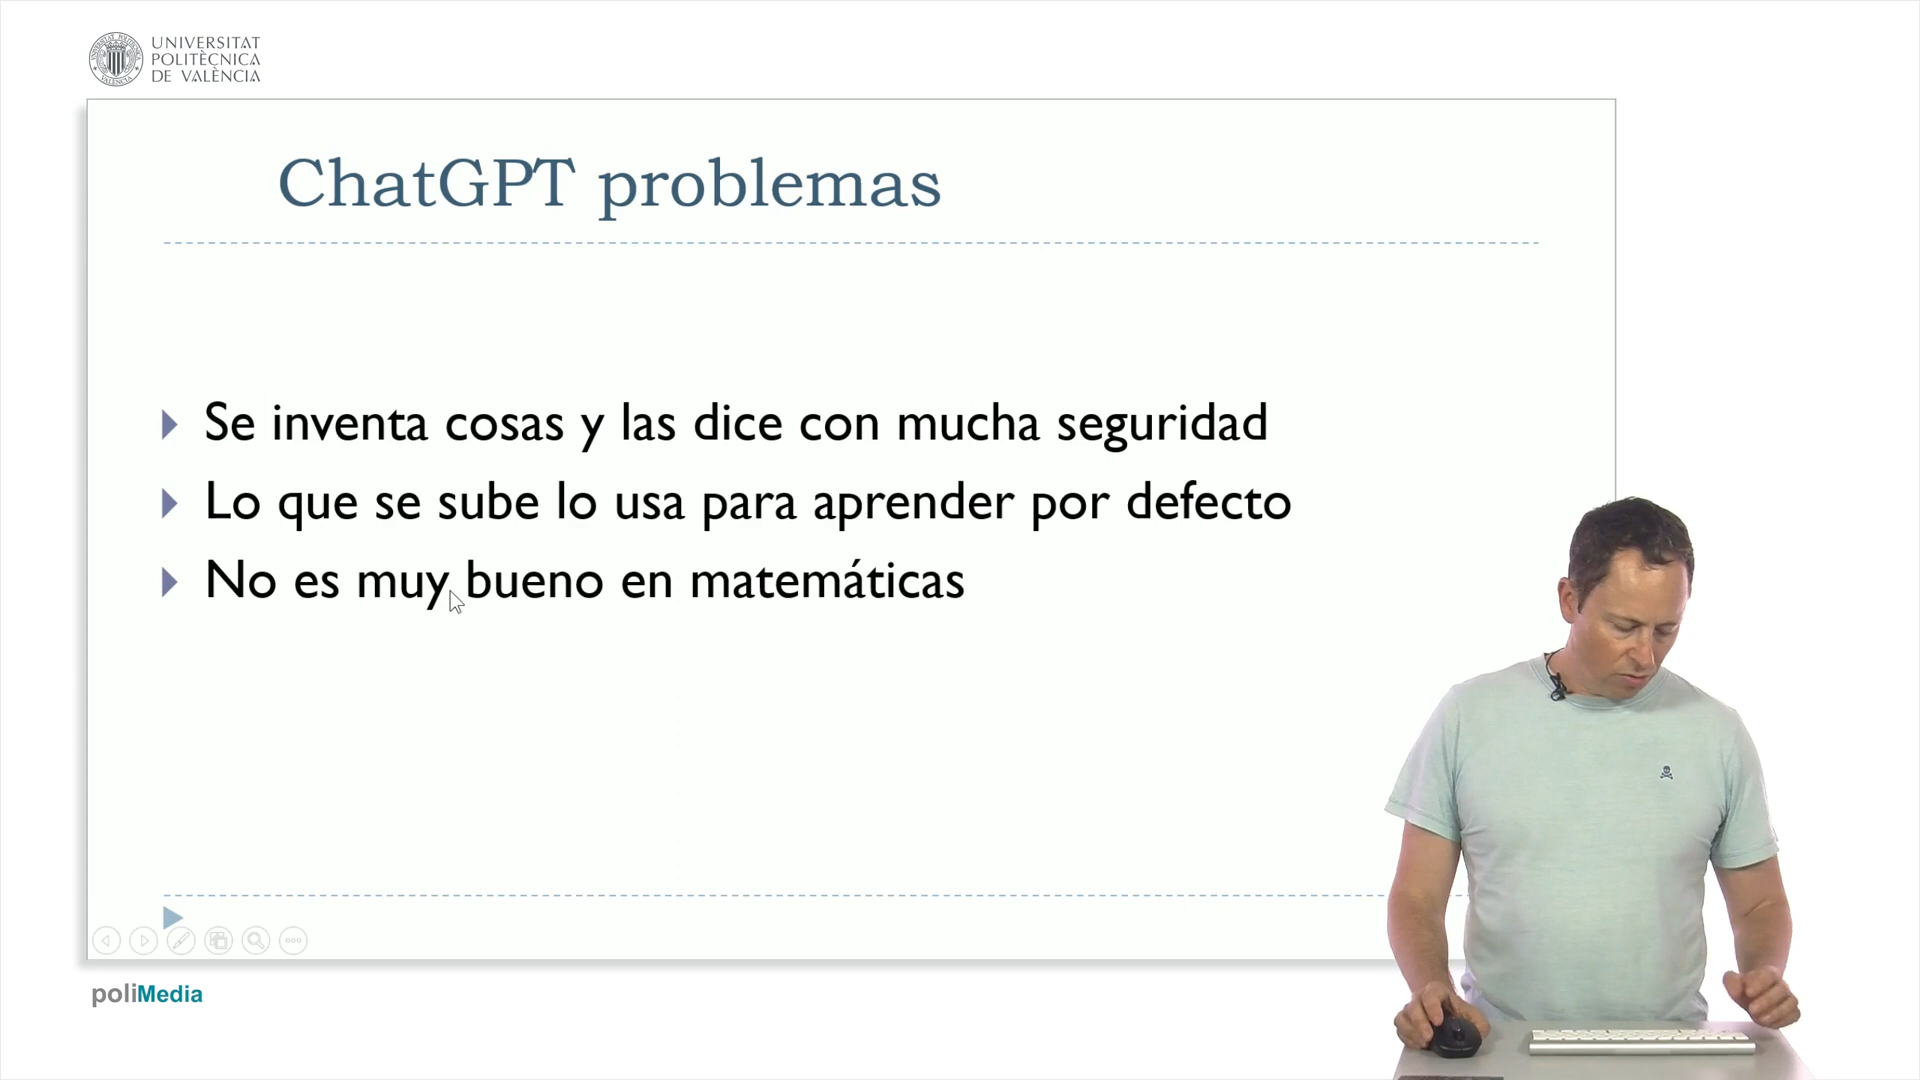 UNIVERSITAT
POLITÈCNICA
DE VALÈNCIA
ChatGPT problemas
Se inventa cosas y las dice con mucha seguridad
Lo que se sube lo usa para aprender por defecto
No es muy bueno en matemáticas
poliMedia